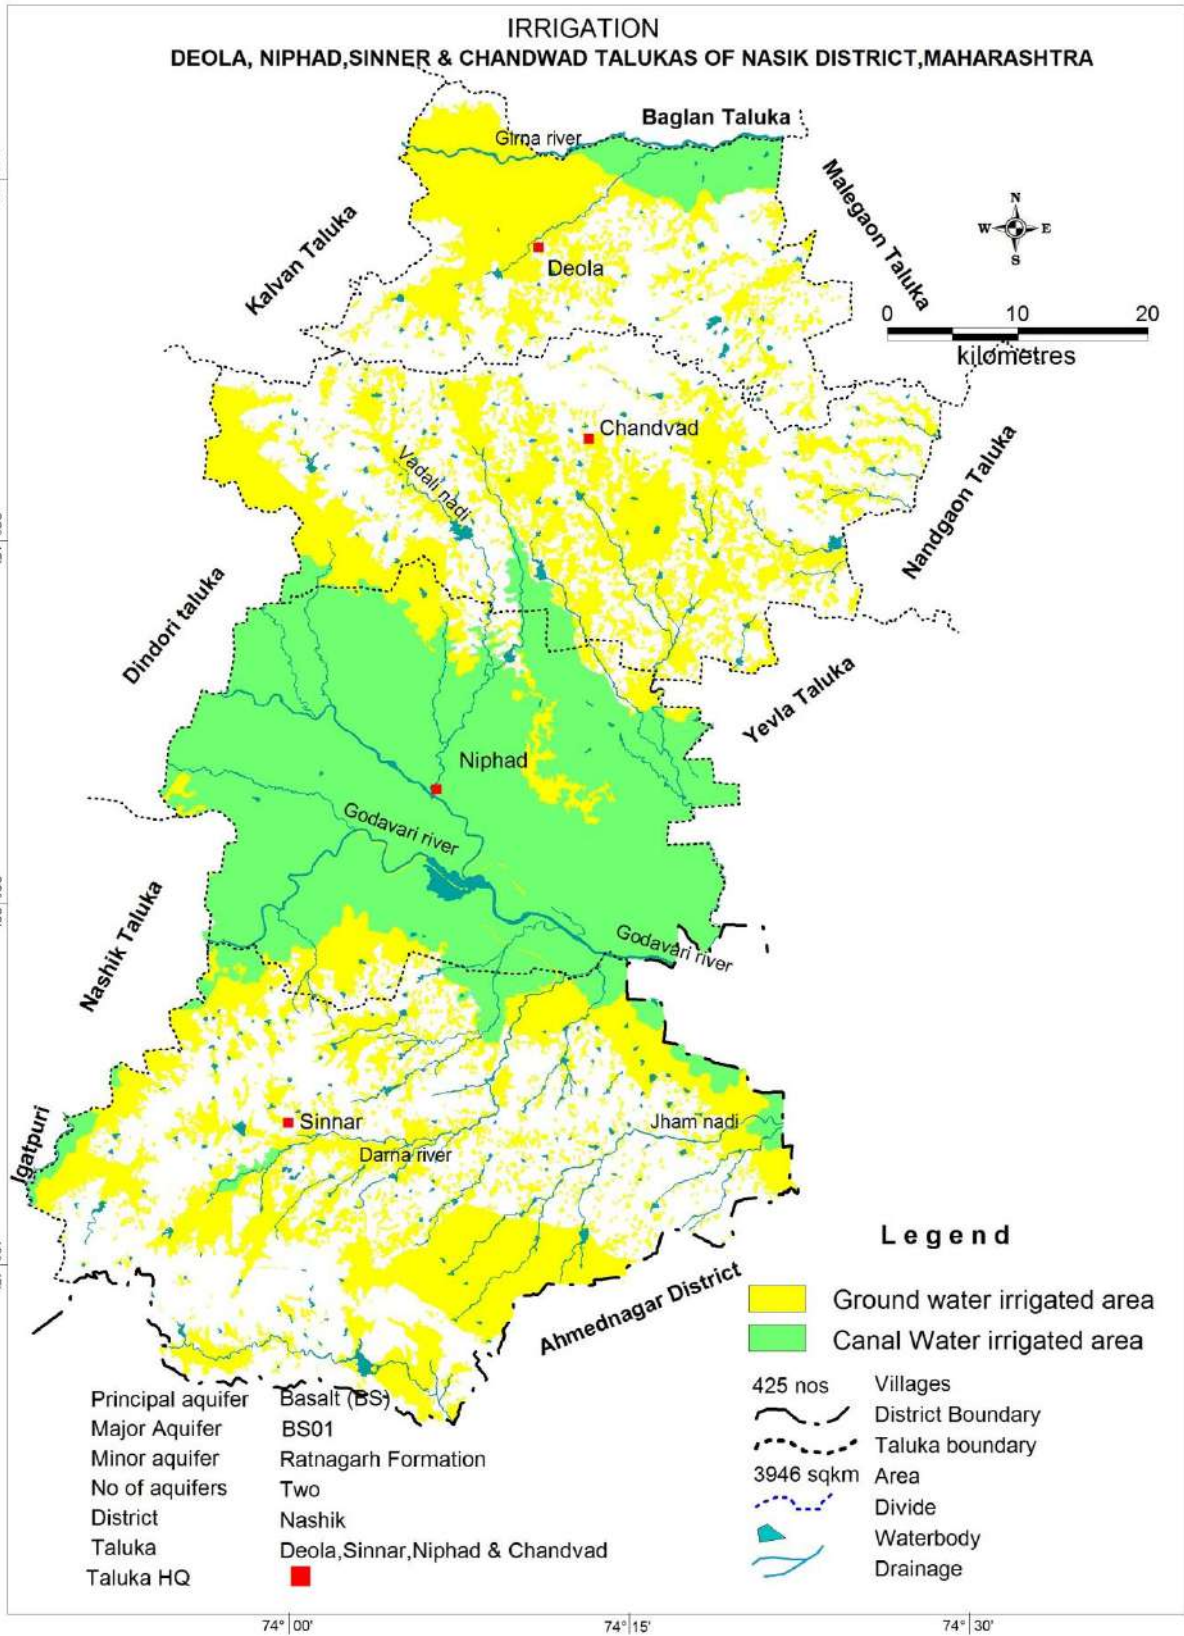 IRRIGATION
DEOLA, NIPHAD,SINNER & CHANDWAD TALUKAS OF NASIK DISTRICT,MAHARASHTRA
Baglan Taluka
Girna river
Malegaon Taluka
N
W E
S
Kalvan Taluka
Deola
0 10 20
kilometres
Chandvad
Vadali nadi
Nandgaon Taluka
Dindori taluka
Yevla Taluka
Niphad
Godavari river
Nashik Taluka
Godavari river
Igatpuri
Sinnar
Jham nadi
Darna river
Ahmednagar District
Legend
Ground water irrigated area
Canal Water irrigated area
425 nos Villages
District Boundary
Taluka boundary
3946 sqkm Area
Divide
Waterbody
Drainage
Principal aquifer Basalt (BS)
Major Aquifer BS01
Minor aquifer Ratnagarh Formation
No of aquifers Two
District Nashik
Taluka Deola,Sinnar,Niphad & Chandvad
Taluka HQ
74° 00' 74° 15' 74° 30'